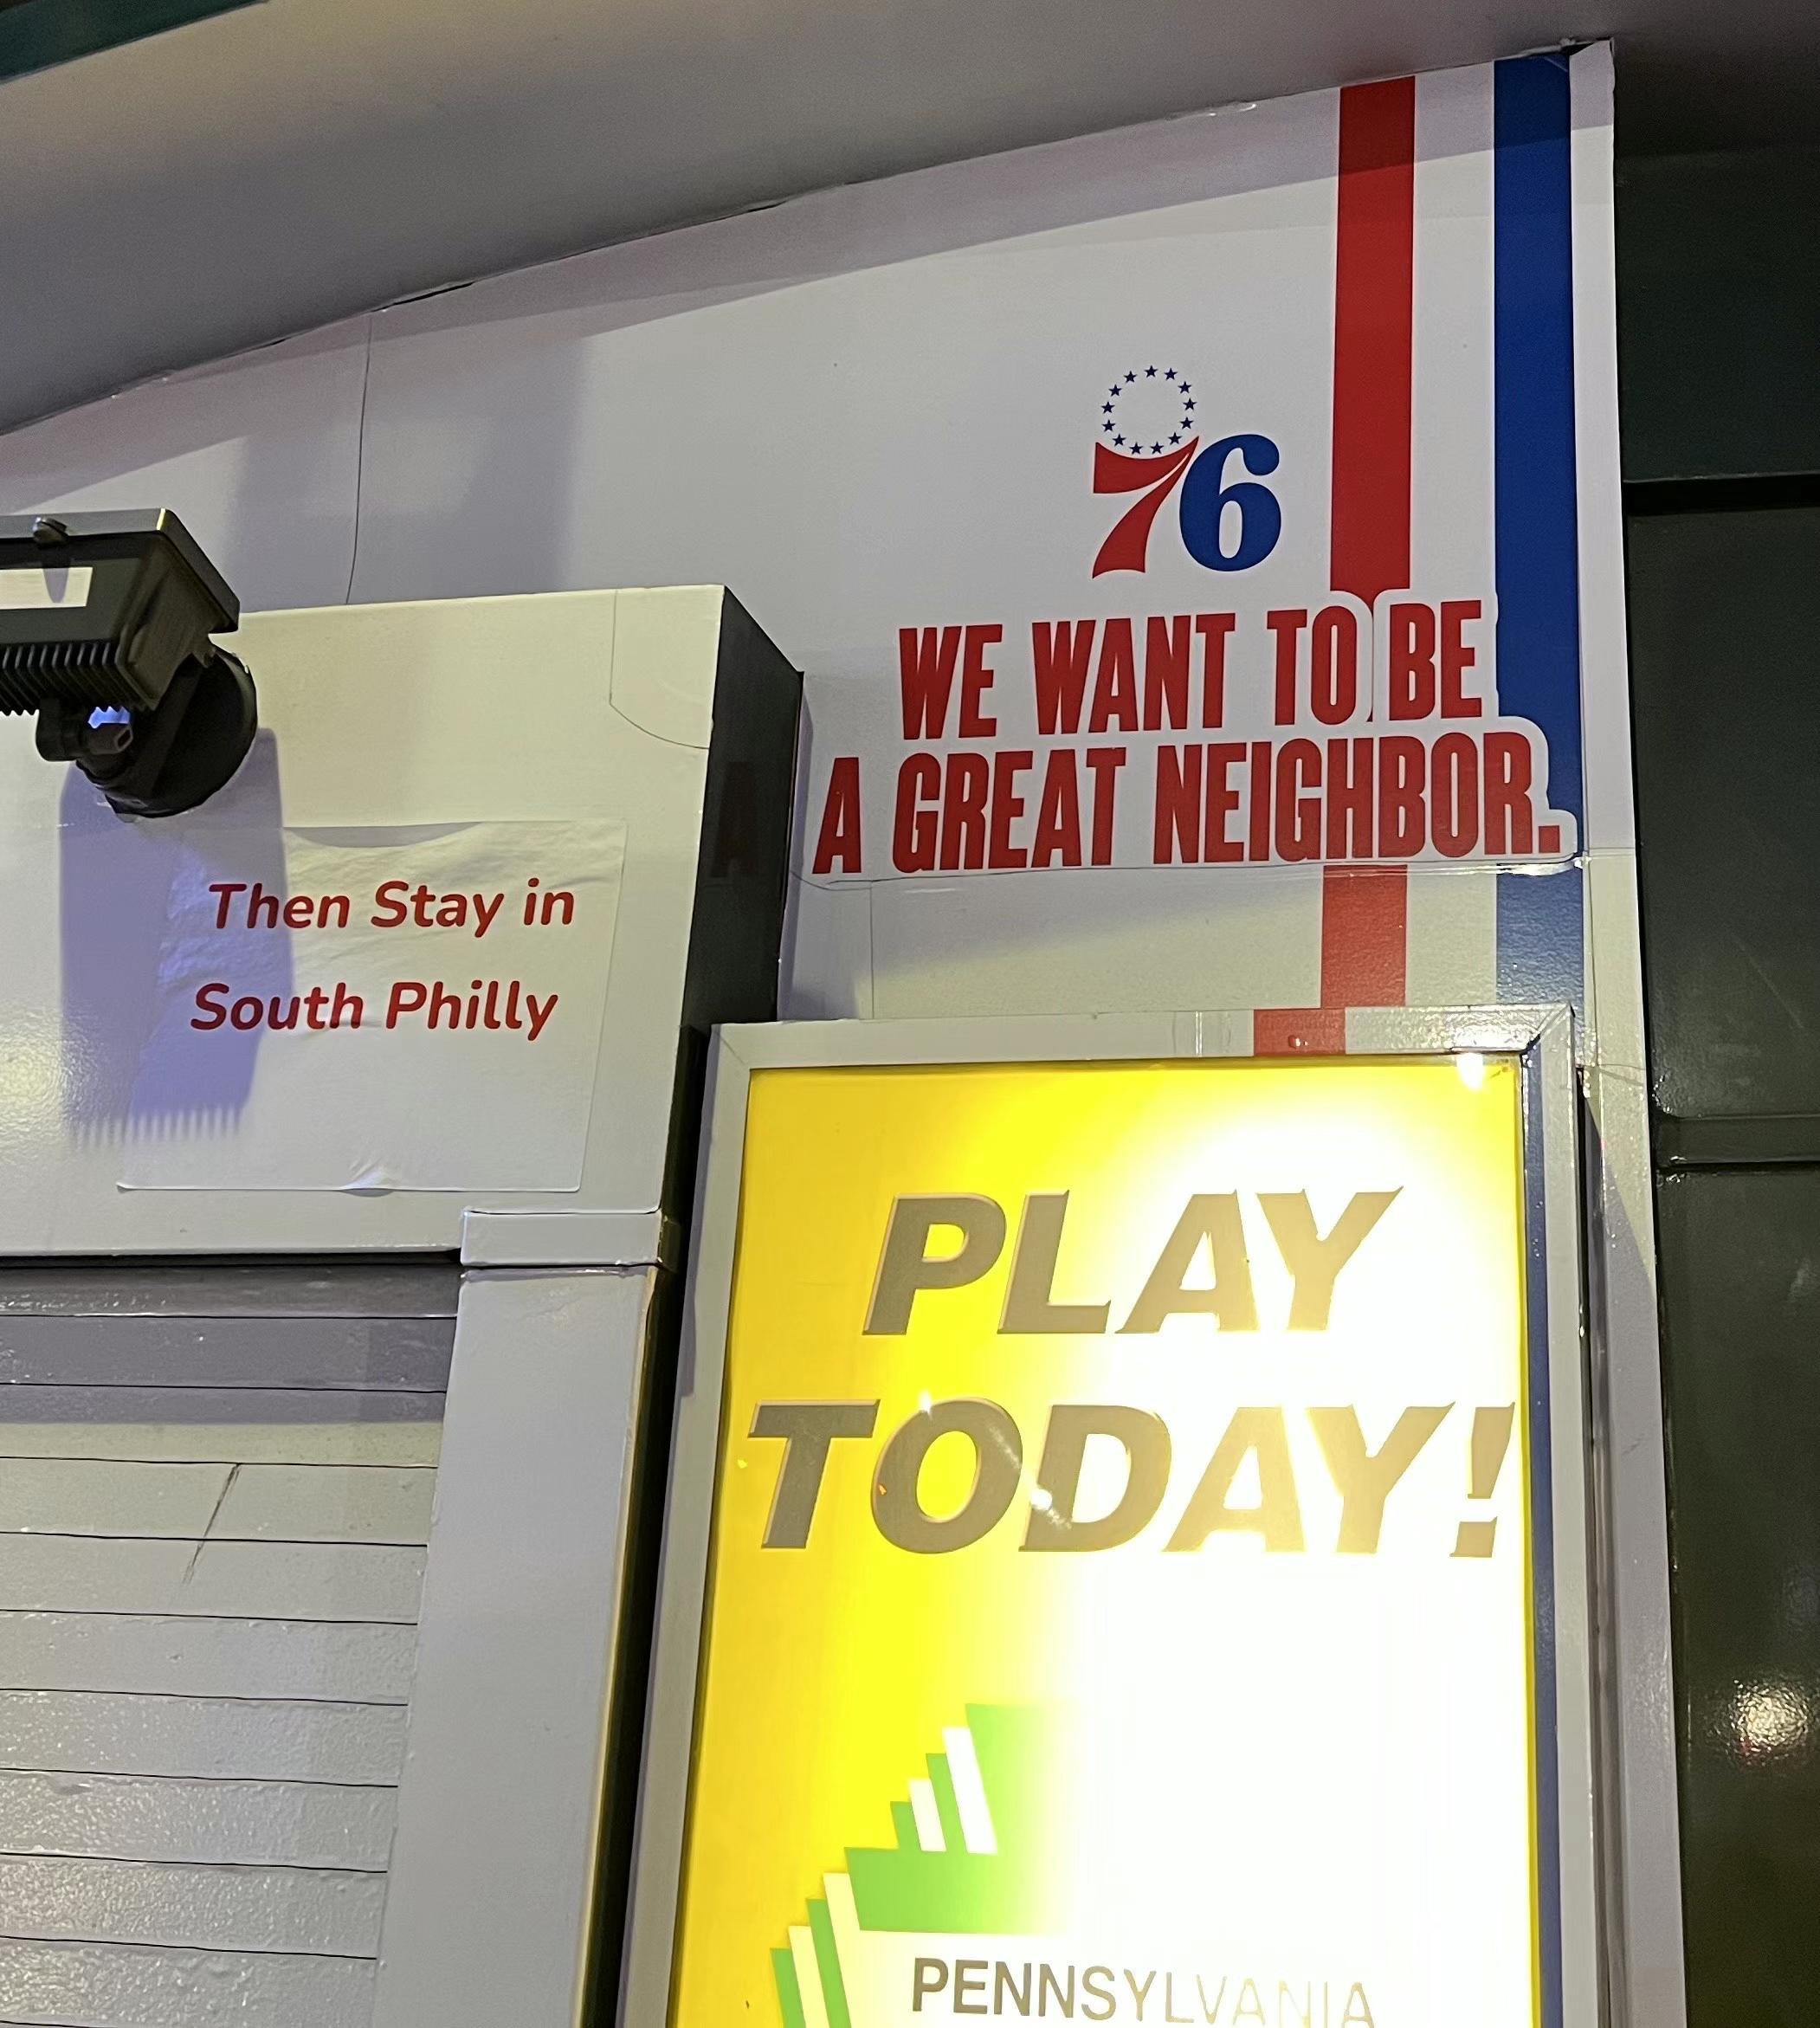 76
WE WANT TO BE
A GREAT NEIGHBOR.
Then Stay in
South Philly
PLAY
TODAY!
PENNSYLVANIA